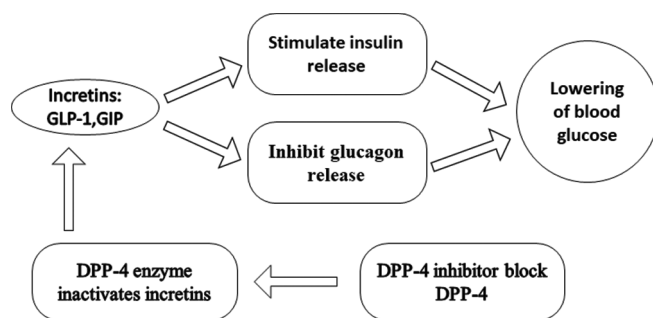 Stimulate insulin
release
Incretins:
GLP-1,GIP
Lowering
of blood
glucose
Inhibit glucagon
release
DPP-4 enzyme
inactivates incretins
DPP-4 inhibitor block
DPP-4